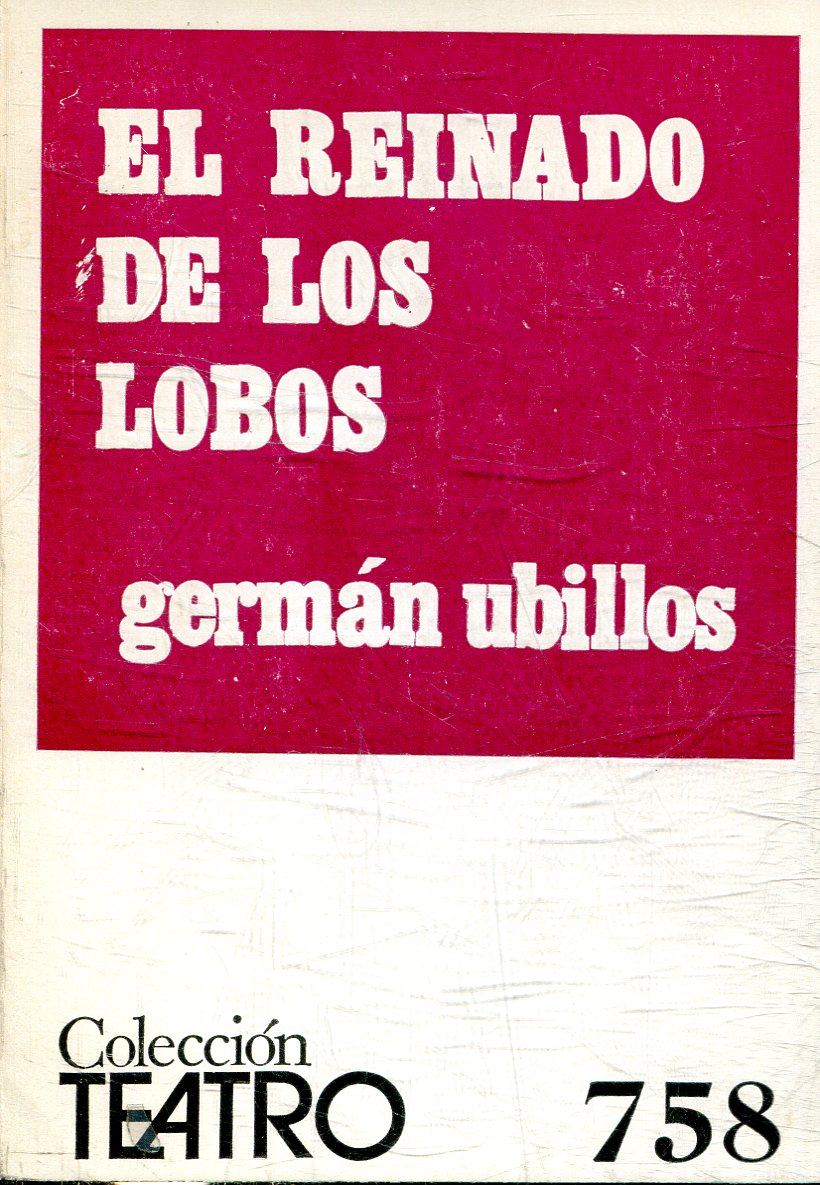 EL REINADO
DE LOS
LOBOS
germán ubillos
Colección
TEATRO
758